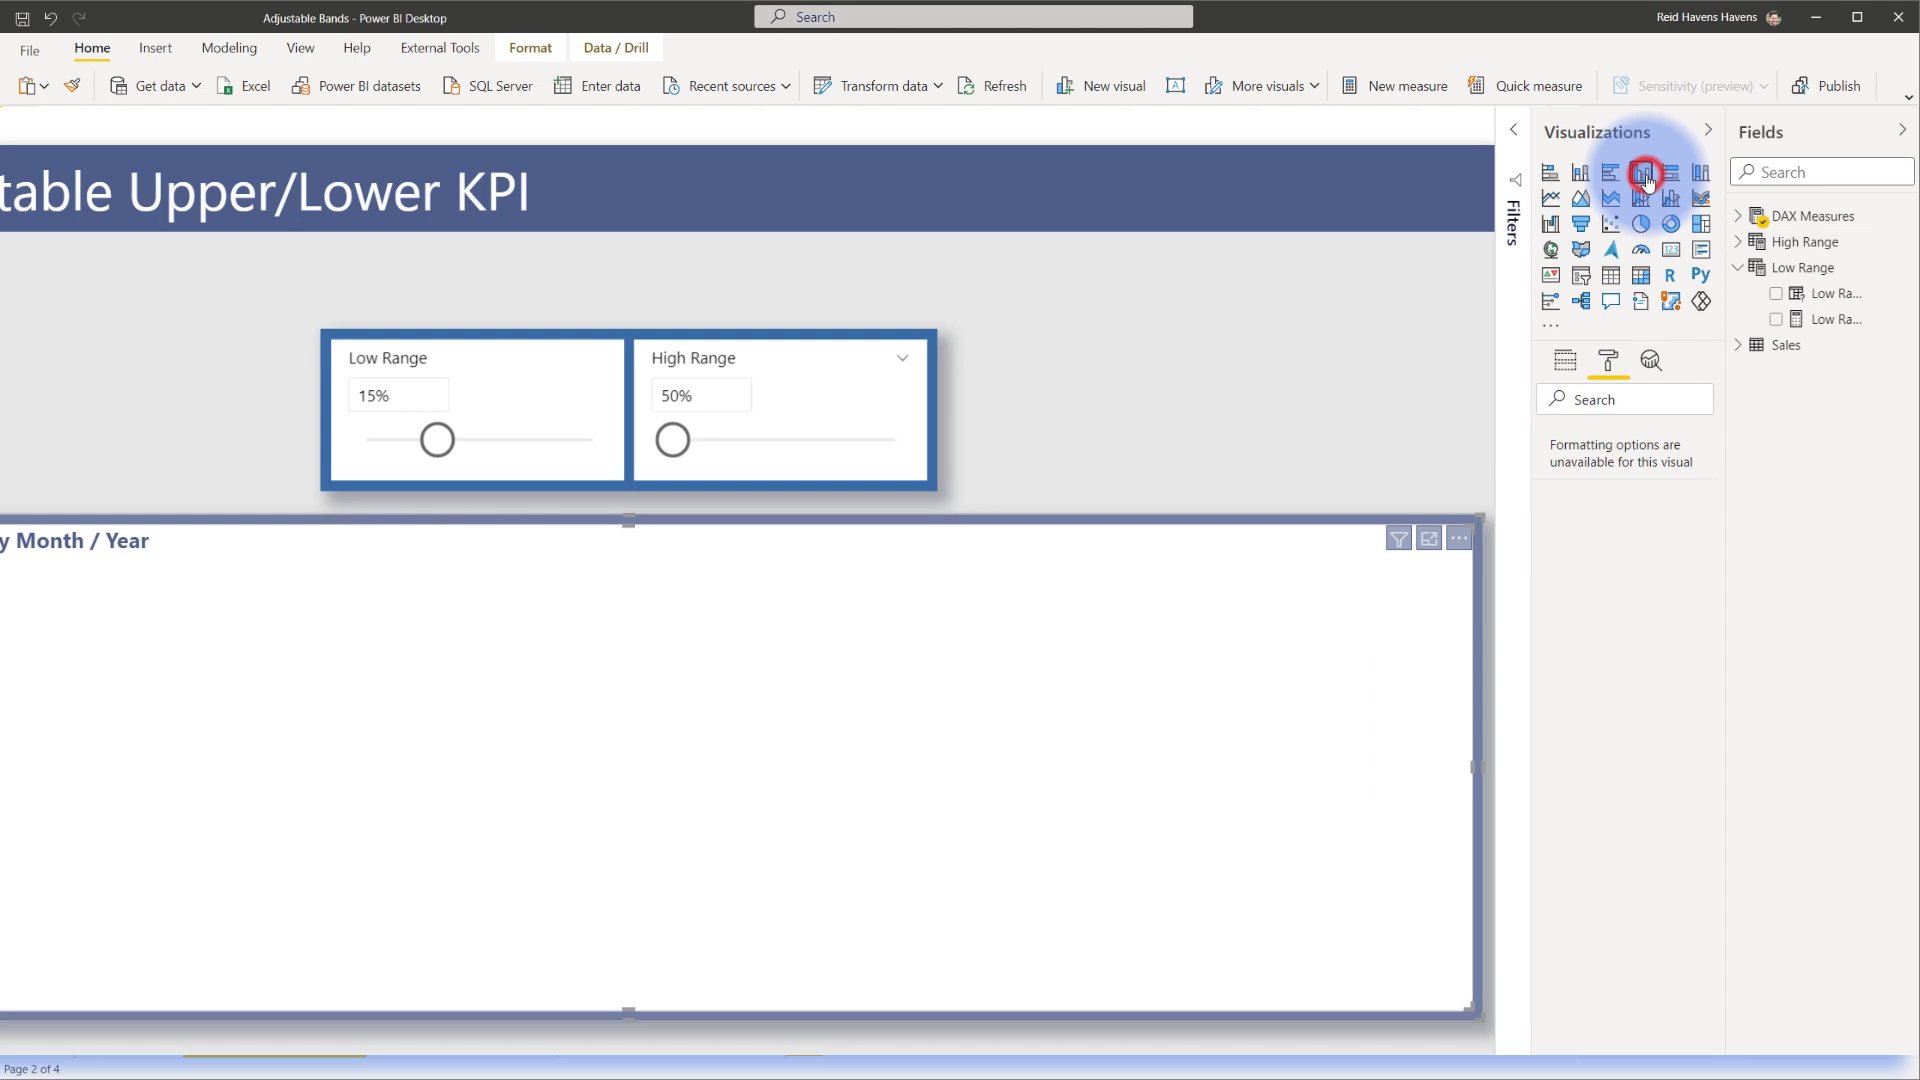 Adjustable Bands - Power BI Desktop
Search
Reid Havens Havens
File
Home
Insert
Modeling
View
Help
External Tools
Format
Data / Drill
Get data
Excel
Power BI datasets
SQL Server
Enter data
Recent sources
Transform data
Refresh
New visual
More visuals
New measure
Quick measure
Sensitivity (preview)
Publish
table Upper/Lower KPI
Low Range
15%
High Range
50%
y Month / Year
Filters
Visualizations
123
R
Py
...
Search
Formatting options are
unavailable for this visual
Fields
Search
DAX Measures
High Range
Low Range
Low Ra...
Low Ra...
Sales
Page 2 of 4